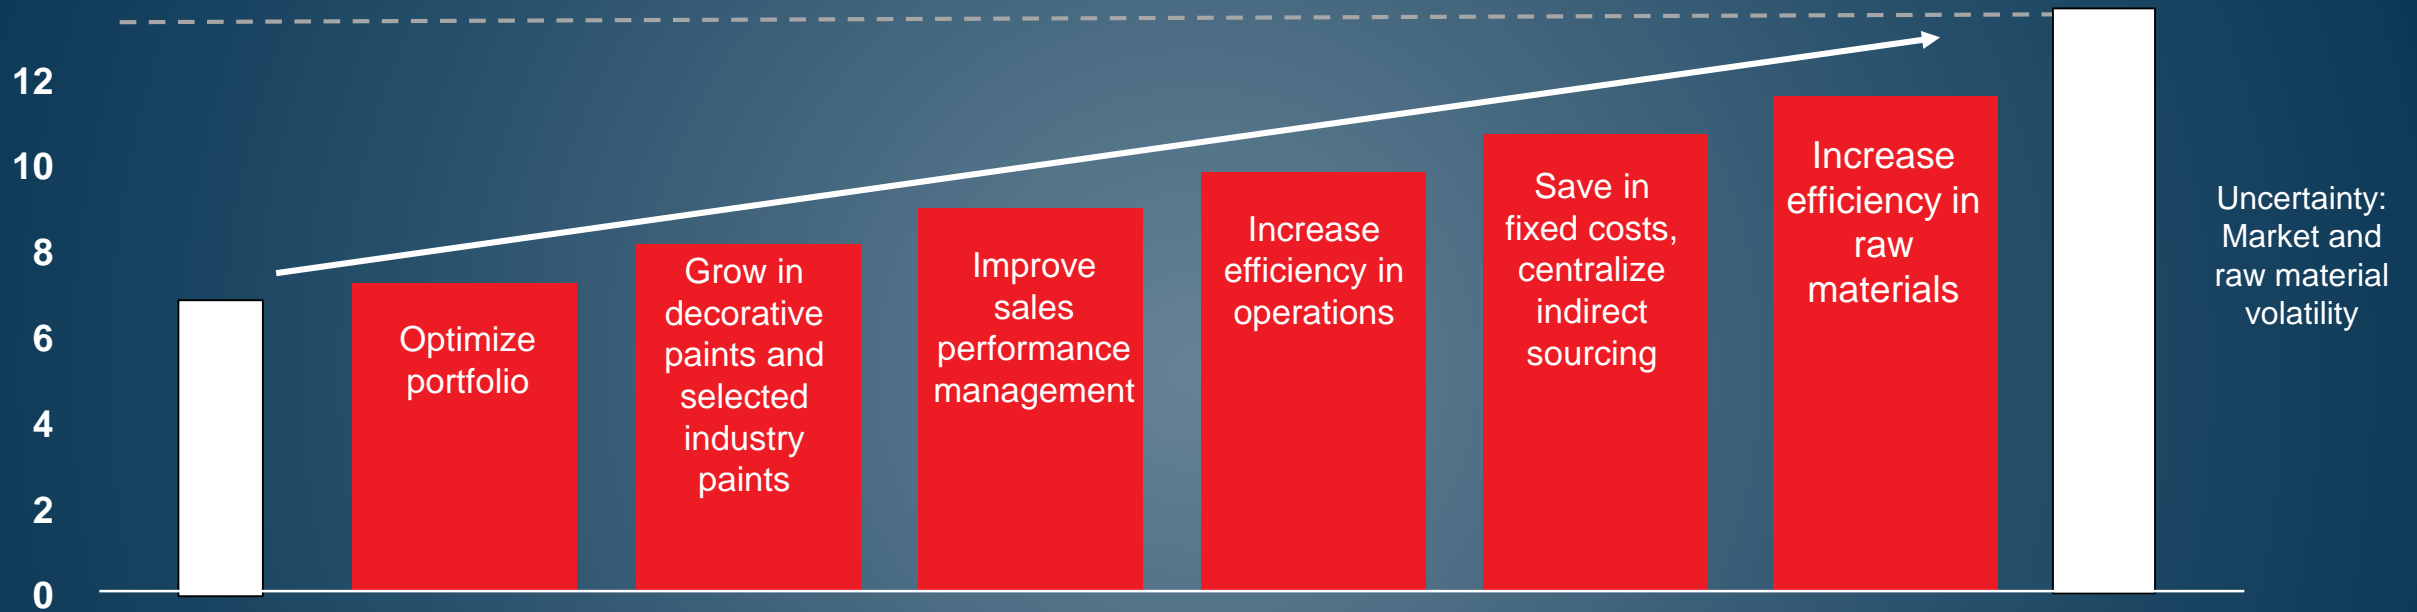 12
10
8
6
4
2
0
Optimize
portfolio
Grow in
decorative
paints and
selected
industry
paints
Improve
sales
performance
management
Increase
efficiency in
operations
Save in
fixed costs,
centralize
indirect
sourcing
Increase
efficiency in
raw
materials
Uncertainty:
Market and
raw material
volatility